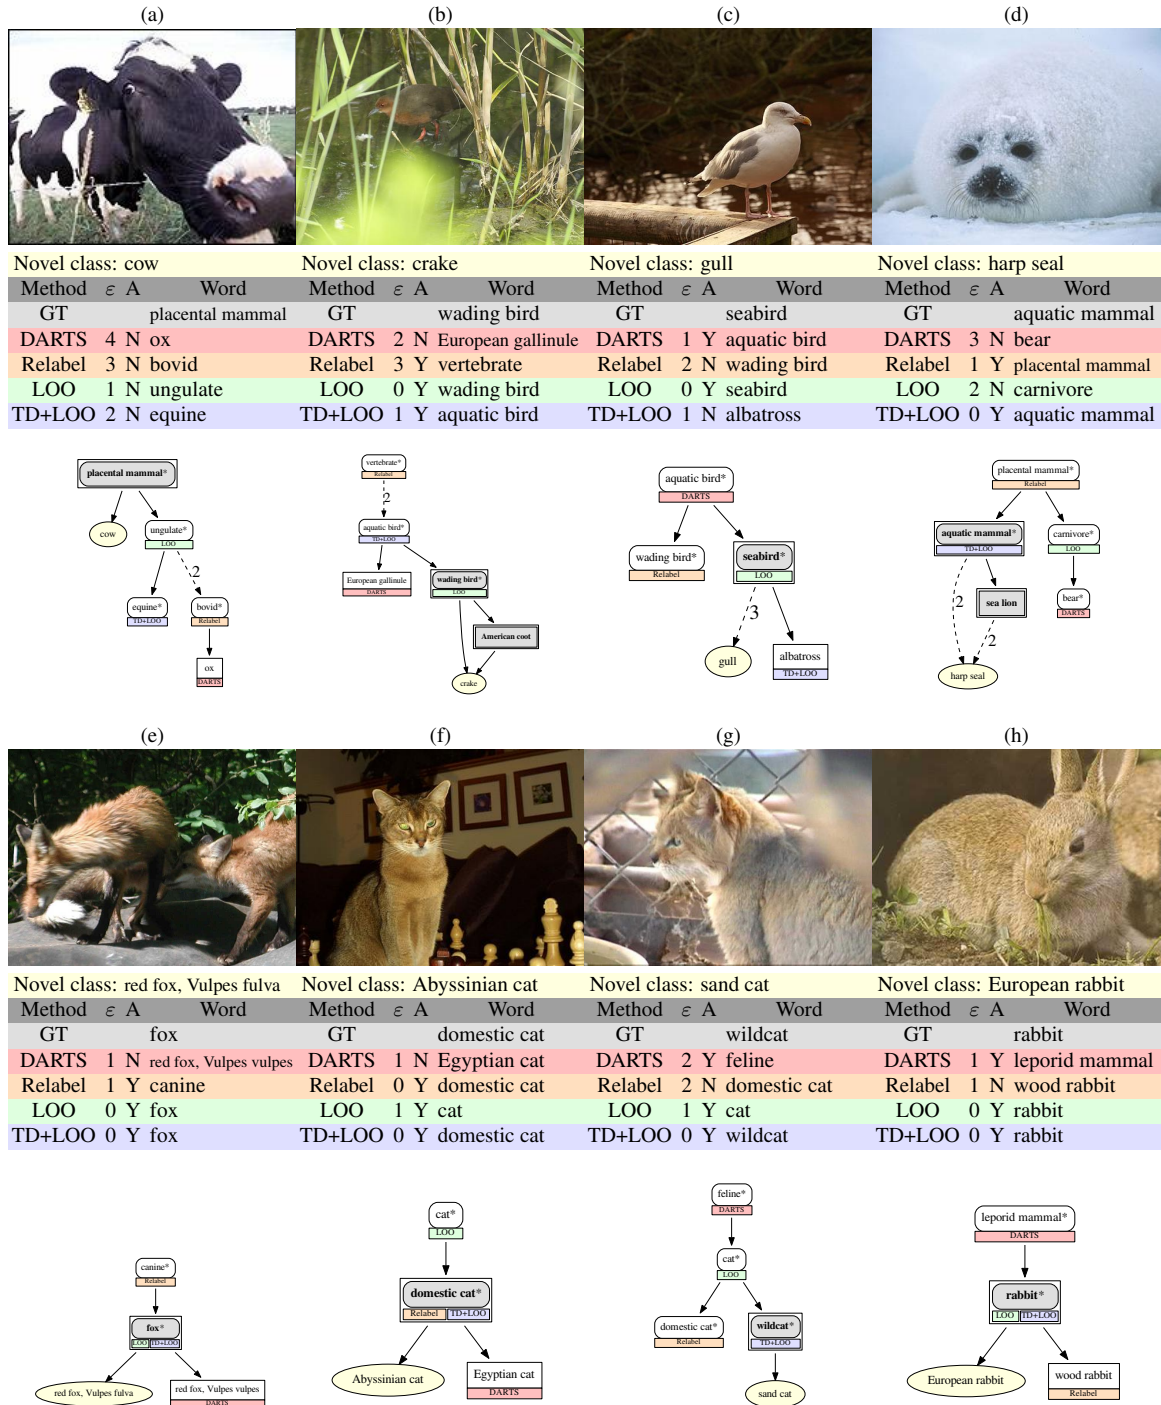 (a) (b) (c) (d)
Novel class: cow Novel class: crake Novel class: gull Novel class: harp seal
Method ε A Word Method ε A Word Method ε A Word Method ε A Word
GT placental mammal GT wading bird GT seabird GT aquatic mammal
DARTS 4 N ox DARTS 2 N European gallinule DARTS 1 Y aquatic bird DARTS 3 N bear
Relabel 3 N bovid Relabel 3 Y vertebrate Relabel 2 N wading bird Relabel 1 Y placental mammal
LOO 1 N ungulate LOO 0 Y wading bird LOO 0 Y seabird LOO 2 N carnivore
TD+LOO 2 N equine TD+LOO 1 Y aquatic bird TD+LOO 1 N albatross TD+LOO 0 Y aquatic mammal
placental mammal*
cow
ungulate*
LOO
2
equine*
TD+LOO
bovid*
Relabel
ox
DARTS
vertebrate*
Relabel
2
aquatic bird*
TD+LOO
European gallinule
DARTS
wading bird*
LOO
American coot
crake
aquatic bird*
DARTS
wading bird*
Relabel
seabird*
LOO
3
gull
albatross
TD+LOO
placental mammal*
Relabel
aquatic mammal*
TD+LOO
carnivore*
LOO
2
sea lion
bear*
DARTS
2
harp seal
(e) (f) (g) (h)
Novel class: red fox, Vulpes fulva Novel class: Abyssinian cat Novel class: sand cat Novel class: European rabbit
Method ε A Word Method ε A Word Method ε A Word Method ε A Word
GT fox GT domestic cat GT wildcat GT rabbit
DARTS 1 N red fox, Vulpes vulpes DARTS 1 N Egyptian cat DARTS 2 Y feline DARTS 1 Y leporid mammal
Relabel 1 Y canine Relabel 0 Y domestic cat Relabel 2 N domestic cat Relabel 1 N wood rabbit
LOO 0 Y fox LOO 1 Y cat LOO 1 Y cat LOO 0 Y rabbit
TD+LOO 0 Y fox TD+LOO 0 Y domestic cat TD+LOO 0 Y wildcat TD+LOO 0 Y rabbit
canine*
Relabel
fox*
LOO TD+LOO
red fox, Vulpes fulva
red fox, Vulpes vulpes
DARTS
cat*
LOO
domestic cat*
Relabel TD+LOO
Abyssinian cat
Egyptian cat
DARTS
feline*
DARTS
cat*
LOO
domestic cat*
Relabel
wildcat*
TD+LOO
sand cat
leporid mammal*
DARTS
rabbit*
LOO TD+LOO
European rabbit
wood rabbit
Relabel